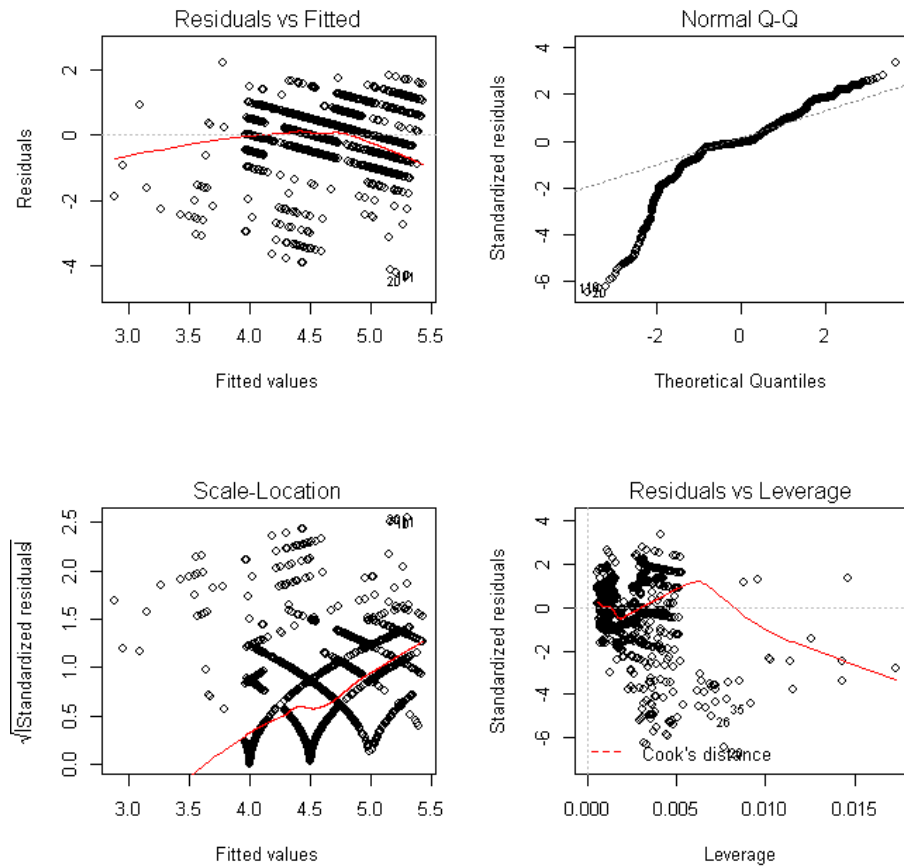 Residuals vs Fitted
Residuals
2
0
-2
-4
20
3.0 3.5 4.0 4.5 5.0 5.5
Fitted values
Normal Q-Q
Standardized residuals
4
2
0
-2
-4
-6
20
-2 0 2
Theoretical Quantiles
Scale-Location
√|Standardized residuals|
2.5
2.0
1.5
1.0
0.5
0.0
3.0 3.5 4.0 4.5 5.0 5.5
Fitted values
Residuals vs Leverage
Standardized residuals
4
2
0
-2
-4
-6
35
26
Cook's distance
0.000 0.005 0.010 0.015
Leverage